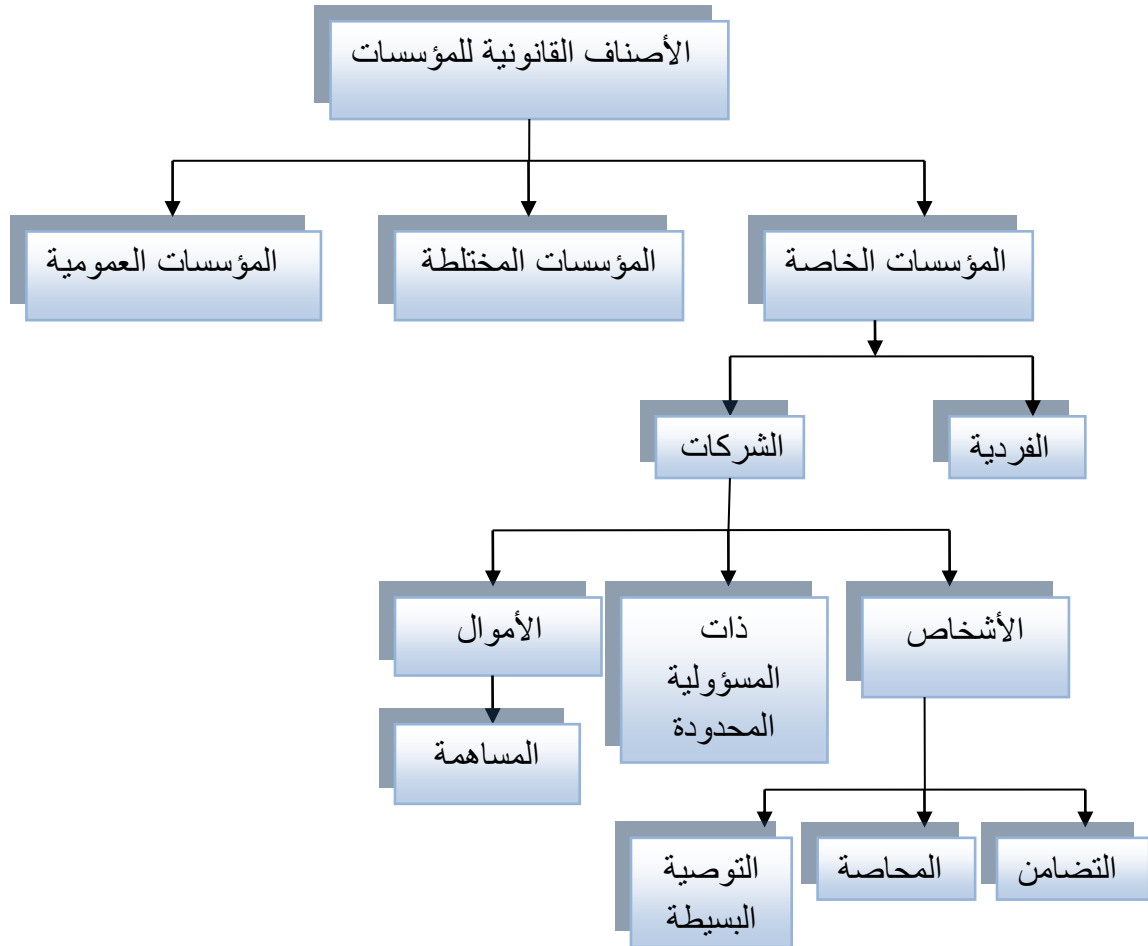 الأصناف القانونية للمؤسسات
المؤسسات الخاصة
المؤسسات المختلطة
المؤسسات العمومية
الفردية
الشركات
الأشخاص
ذات
المسؤولية
المحدودة
الأموال
المساهمة
التضامن
المحاصة
التوصية
البسيطة